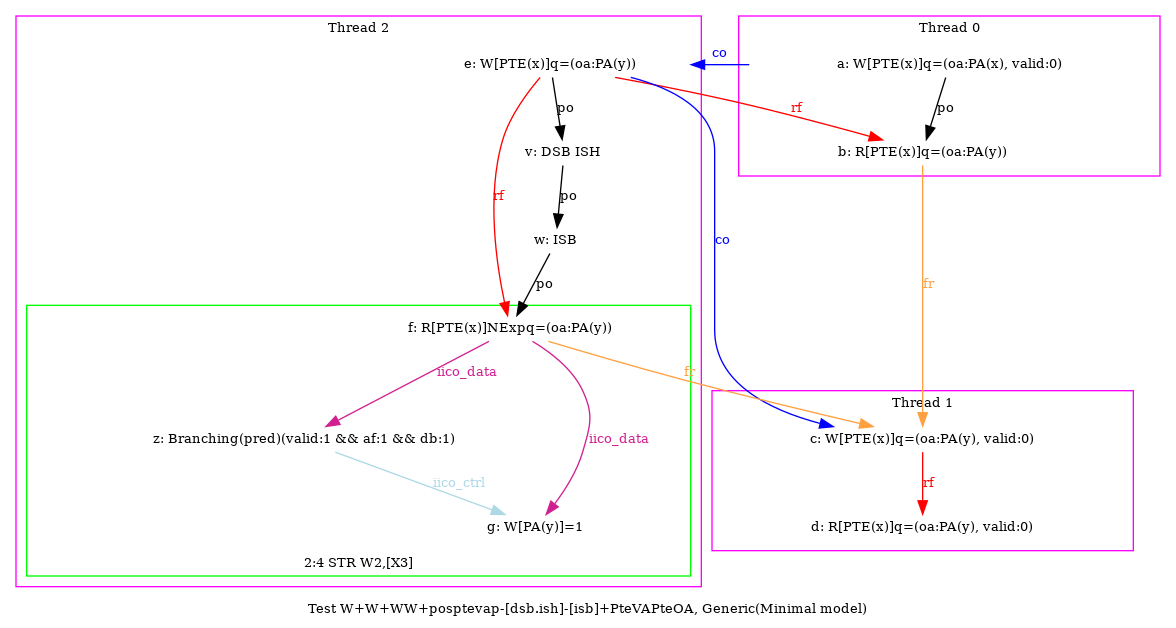 Thread 2
Thread 0
co
e: W[PTE(x)]q=(oa:PA(y))
a: W[PTE(x)]q=(oa:PA(x), valid:0)
po
rf
po
v: DSB ISH
b: R[PTE(x)]q=(oa:PA(y))
rf
po
w: ISB
co
po
fr
f: R[PTE(x)]NExpq=(oa:PA(y))
iico_data
fr
Thread 1
z: Branching(pred)(valid:1 && af:1 && db:1)
iico_data
c: W[PTE(x)]q=(oa:PA(y), valid:0)
iico_ctrl
rf
g: W[PA(y)]=1
d: R[PTE(x)]q=(oa:PA(y), valid:0)
2:4 STR W2,[X3]
Test W+W+WW+posptevap-[dsb.ish]-[isb]+PteVAPteOA, Generic(Minimal model)